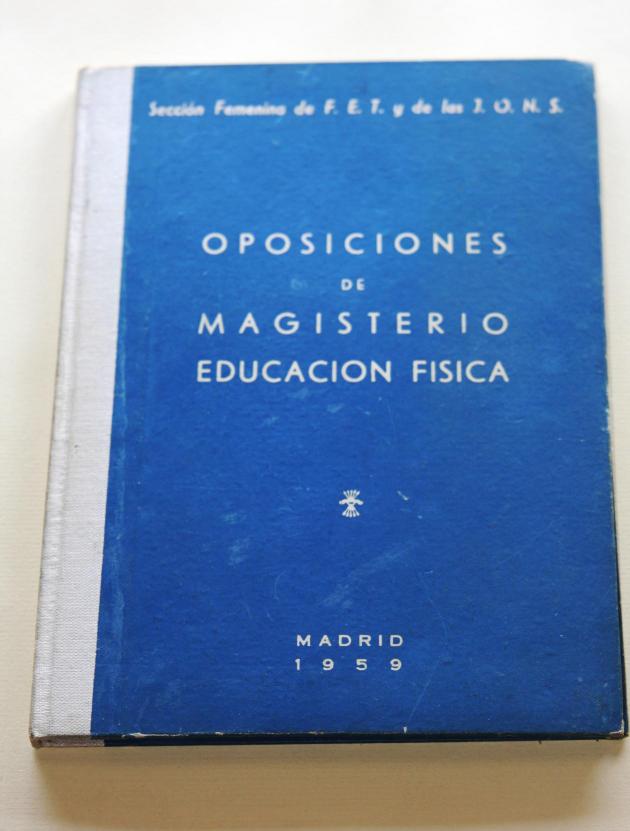 Sección Femenina de F. E. T. y de las J. O. N. S.
OPOSICIONES
DE
MAGISTERIO
EDUCACION FISICA
MADRID
1959